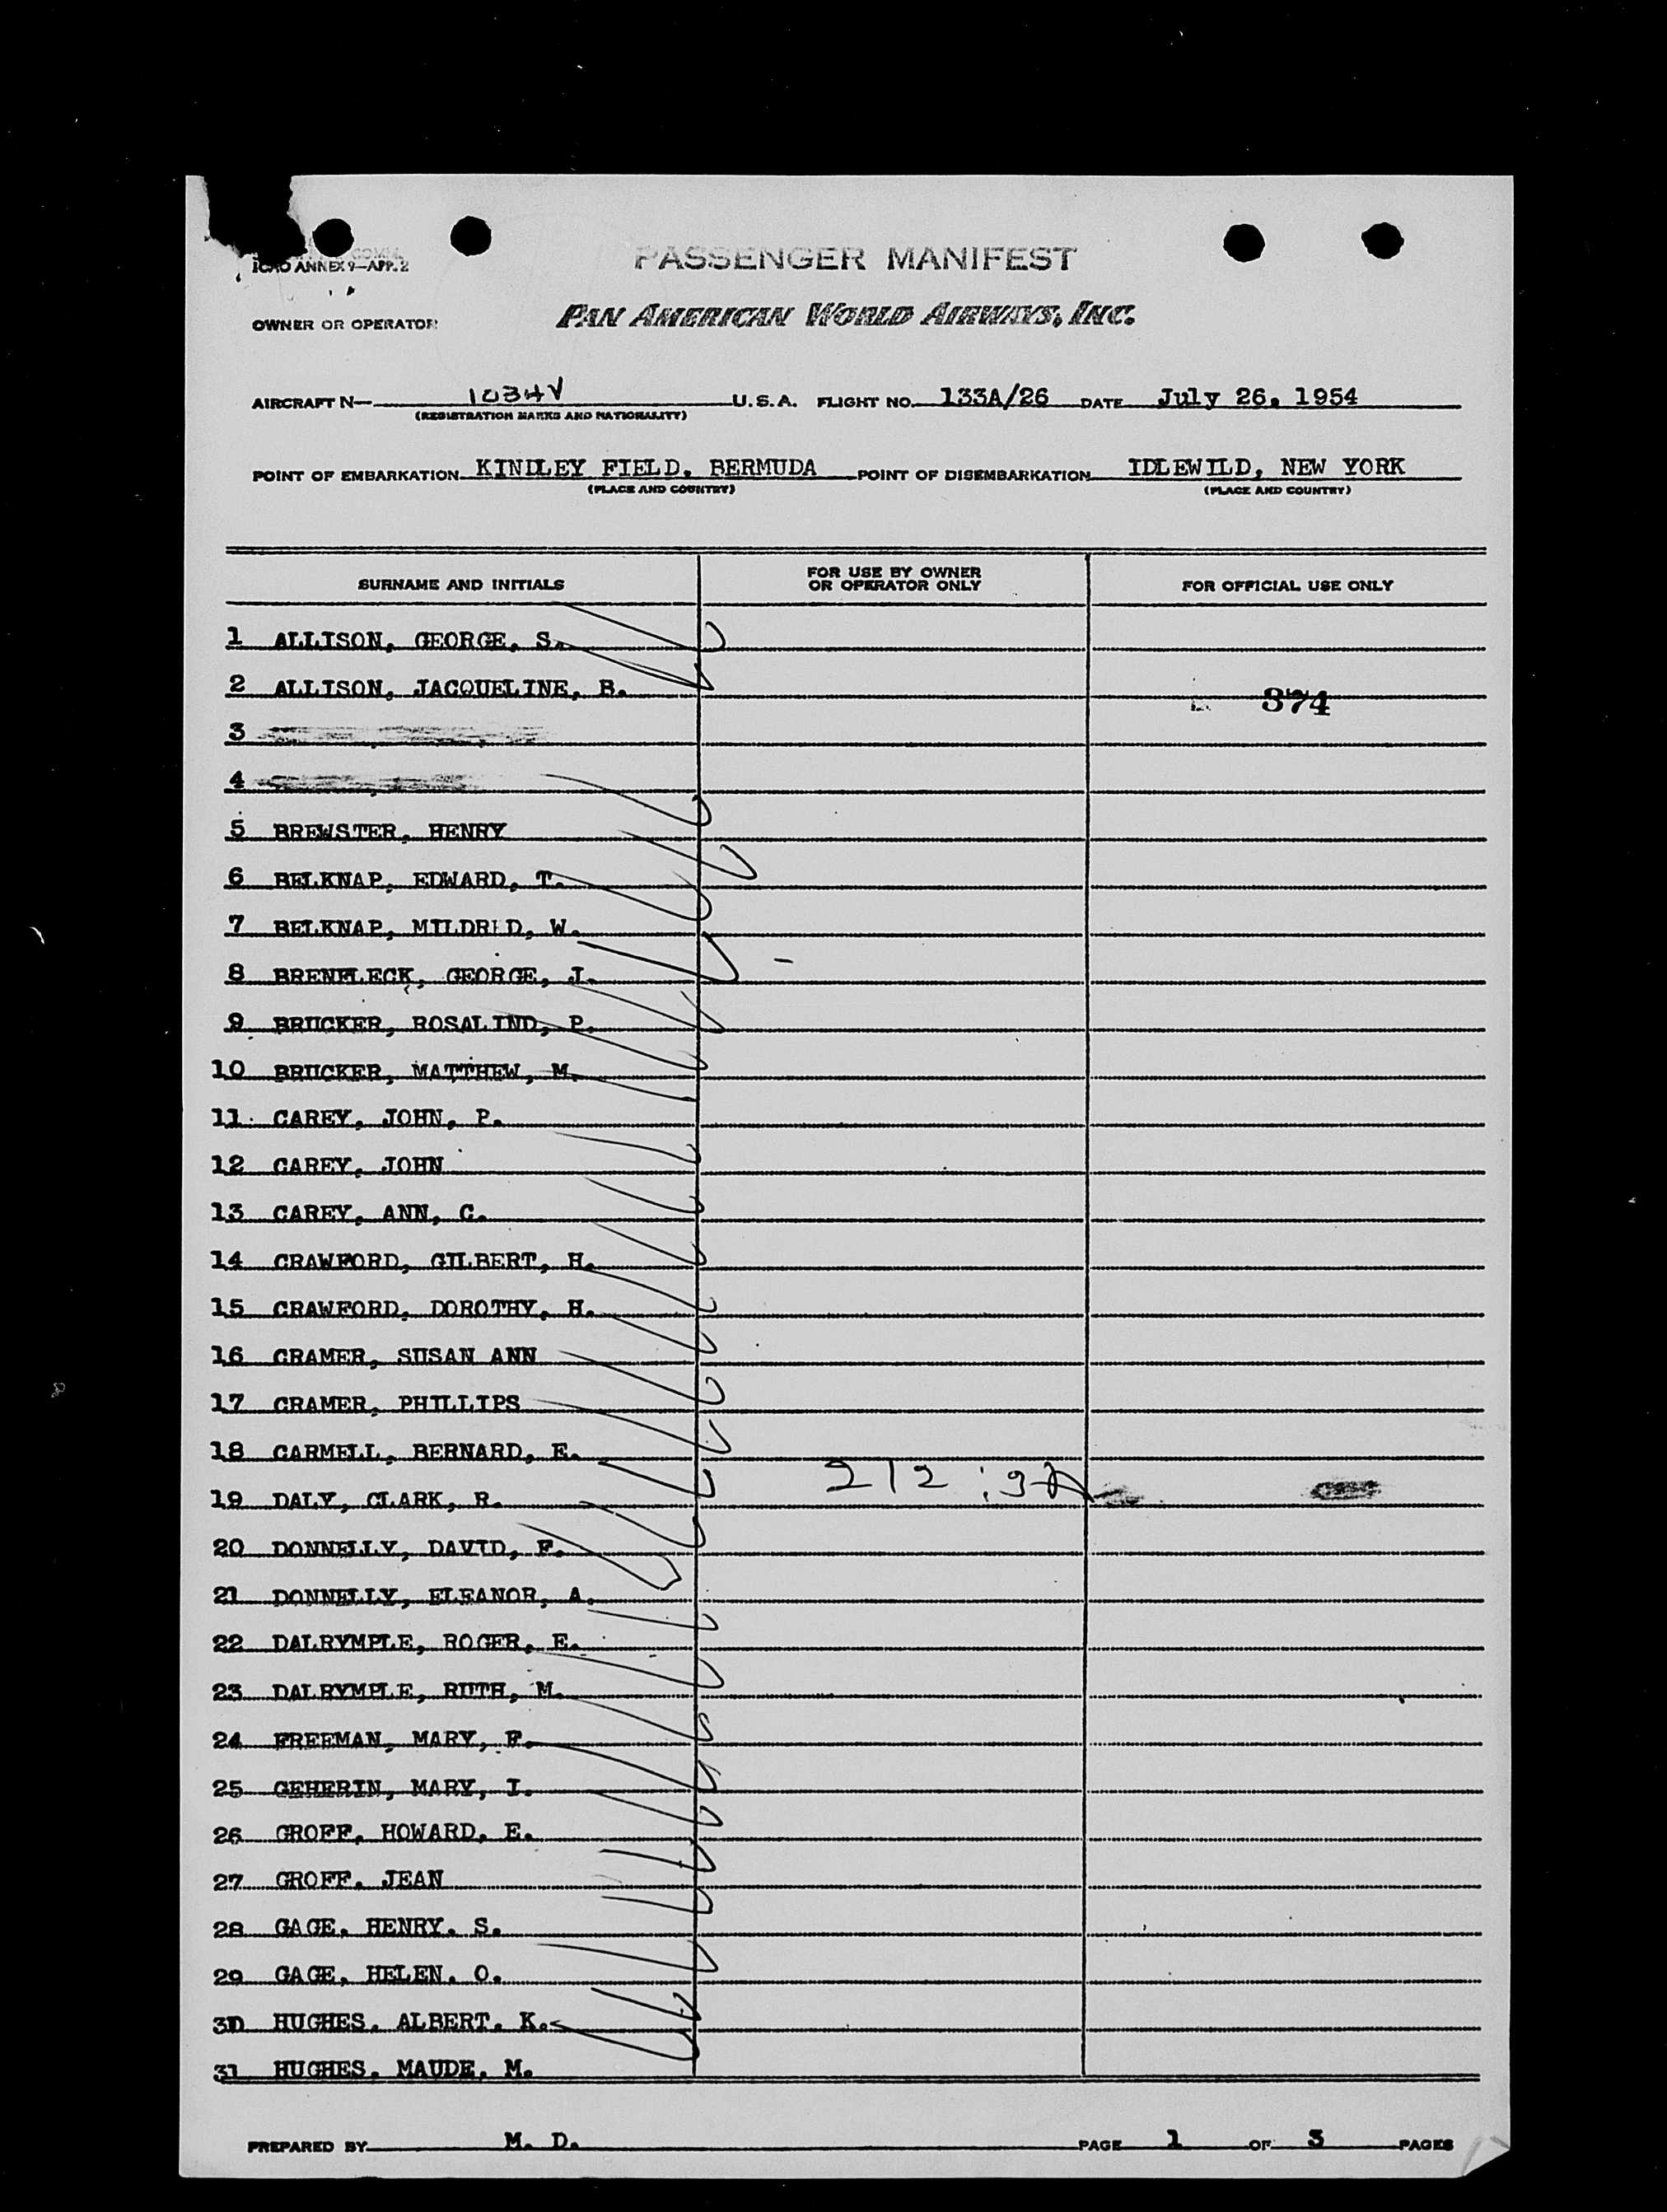 ICAO ANNEX 9—APP. 2
PASSENGER MANIFEST
OWNER OR OPERATOR PAN AMERICAN WORLD AIRWAYS, INC.
AIRCRAFT N— 1034V U.S.A. FLIGHT NO. 133A/26 DATE July 26, 1954
(REGISTRATION MARKS AND NATIONALITY)
POINT OF EMBARKATION KINDLEY FIELD, BERMUDA POINT OF DISEMBARKATION IDLEWILD, NEW YORK
(PLACE AND COUNTRY) (PLACE AND COUNTRY)
SURNAME AND INITIALS FOR USE BY OWNER OR OPERATOR ONLY FOR OFFICIAL USE ONLY
1 ALLISON, GEORGE, S.
2 ALLISON, JACQUELINE, B. 374
3
4
5 BREWSTER, HENRY
6 BELKNAP, EDWARD, T.
7 BELKNAP, MILDRED, W.
8 BRENFLECK, GEORGE, J.
9 BRUCKER, ROSALIND, P.
10 BRUCKER, MATTHEW, M.
11 CAREY, JOHN, P.
12 CAREY, JOHN
13 CAREY, ANN, C.
14 CRAWFORD, GILBERT, H.
15 CRAWFORD, DOROTHY, H.
16 CRAMER, SUSAN ANN
17 CRAMER, PHILLIPS
18 CARMELL, BERNARD, E.
19 DALY, CLARK, R. 212
20 DONNELLY, DAVID, F.
21 DONNELLY, ELEANOR, A.
22 DALRYMPLE, ROGER, E.
23 DALRYMPLE, RUTH, M.
24 FREEMAN, MARY, F.
25 GEHERIN, MARY, I.
26 GROFF, HOWARD, E.
27 GROFF, JEAN
28 GAGE, HENRY, S.
29 GAGE, HELEN, O.
30 HUGHES, ALBERT, K.
31 HUGHES, MAUDE, M.
PREPARED BY M. D. PAGE 1 OF 3 PAGES